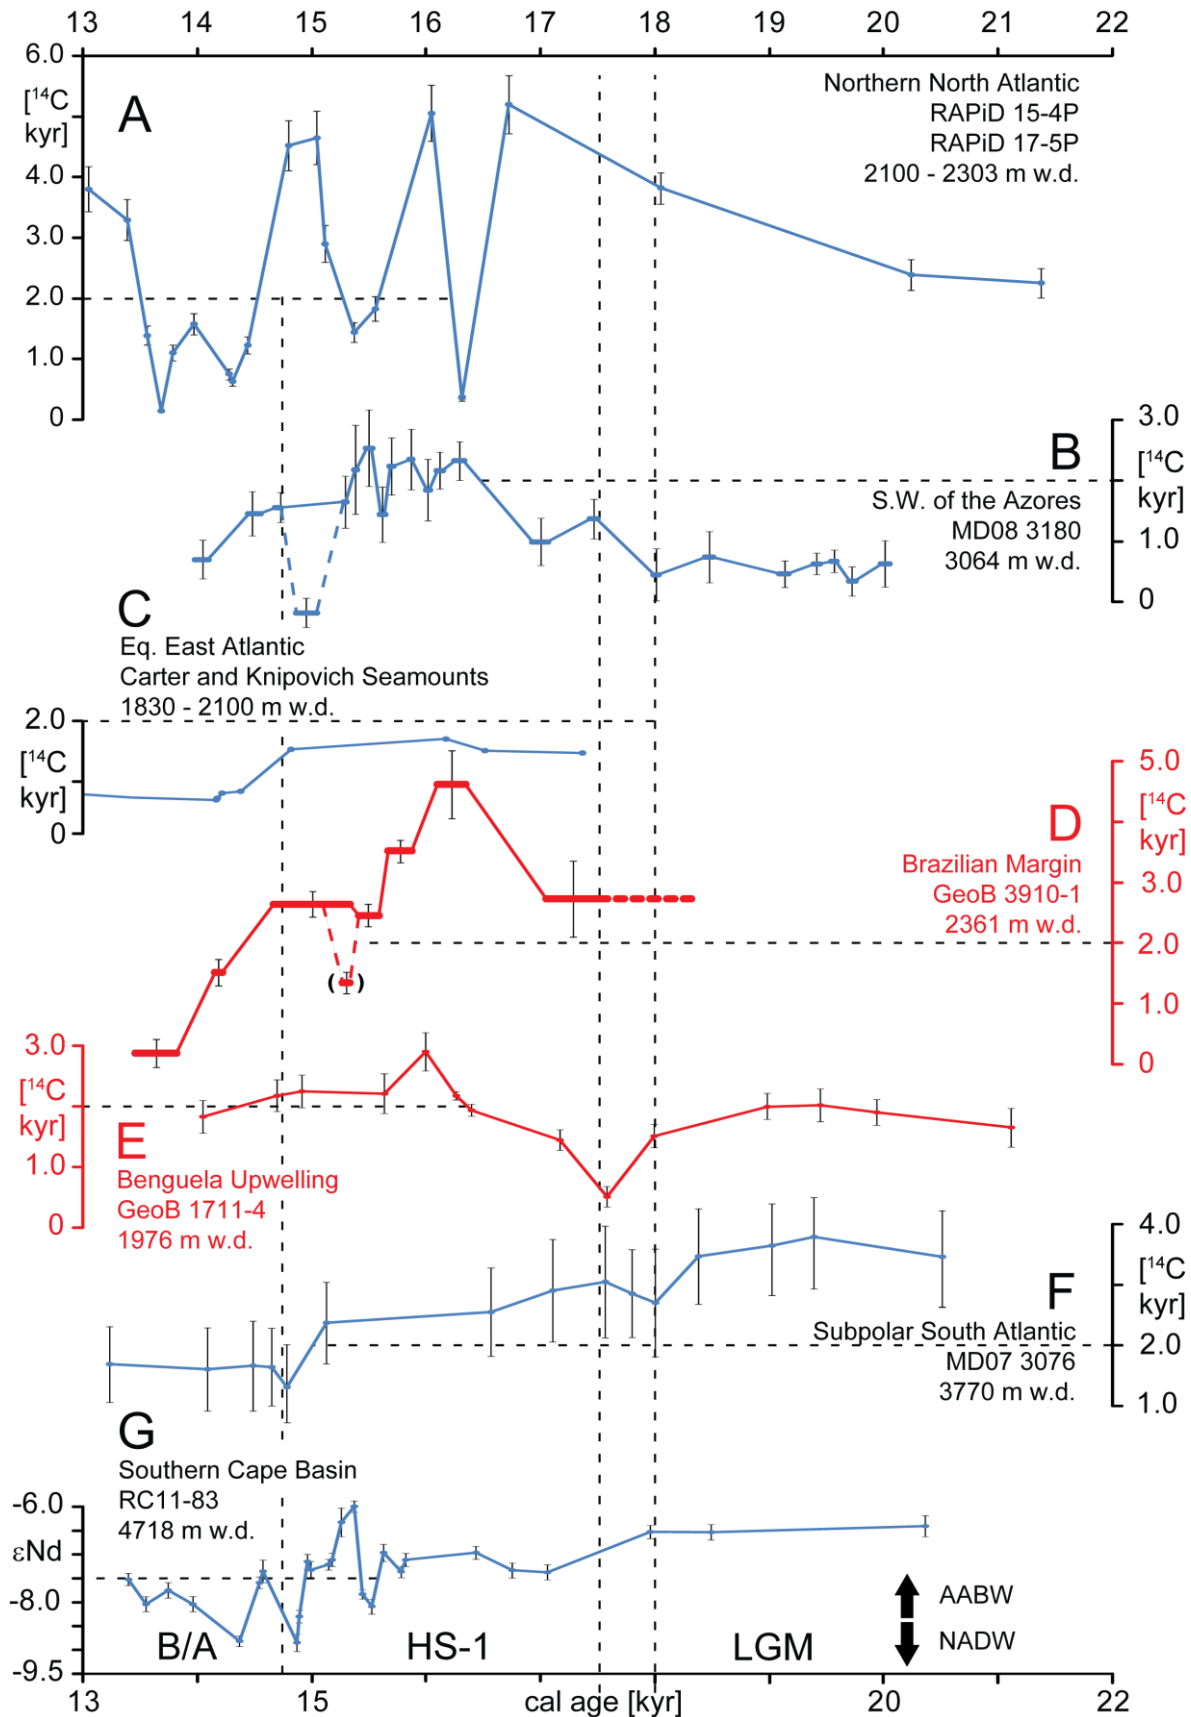 13 14 15 16 17 18 19 20 21 22
6.0
[¹⁴C
kyr]
4.0
3.0
2.0
1.0
0
A
Northern North Atlantic
RAPiD 15-4P
RAPiD 17-5P
2100 - 2303 m w.d.
3.0
[¹⁴C
kyr]
1.0
0
B
S.W. of the Azores
MD08 3180
3064 m w.d.
C
Eq. East Atlantic
Carter and Knipovich Seamounts
1830 - 2100 m w.d.
2.0
[¹⁴C
kyr]
0
5.0
[¹⁴C
kyr]
3.0
2.0
1.0
0
D
Brazilian Margin
GeoB 3910-1
2361 m w.d.
( )
3.0
[¹⁴C
kyr]
1.0
0
E
Benguela Upwelling
GeoB 1711-4
1976 m w.d.
4.0
[¹⁴C
kyr]
2.0
1.0
F
Subpolar South Atlantic
MD07 3076
3770 m w.d.
G
Southern Cape Basin
RC11-83
4718 m w.d.
-6.0
εNd
-8.0
-9.5
AABW
NADW
B/A HS-1 LGM
13 15 cal age [kyr] 20 22